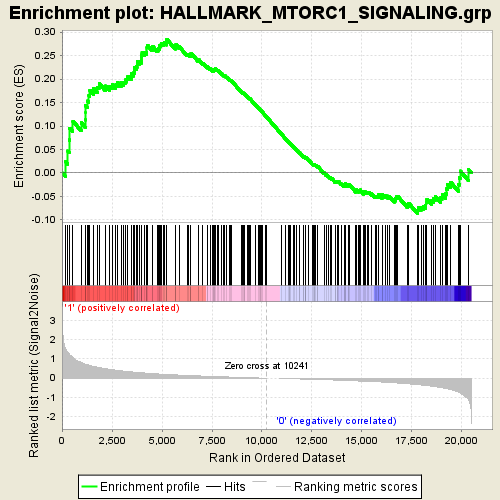 Enrichment plot: HALLMARK_MTORC1_SIGNALING.grp
Enrichment score (ES)
0.30
0.25
0.20
0.15
0.10
0.05
0.00
-0.05
-0.10
'1' (positively correlated)
Ranked list metric (Signal2Noise)
3
2
1
0
-1
-2
Zero cross at 10241
'0' (negatively correlated)
0 2,500 5,000 7,500 10,000 12,500 15,000 17,500 20,000
Rank in Ordered Dataset
Enrichment profile Hits Ranking metric scores